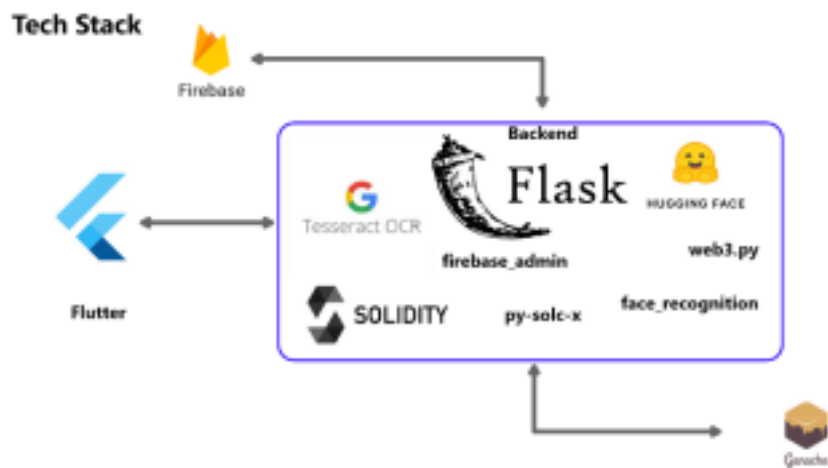 Tech Stack
Firebase
Backend
Flask
HUGGING FACE
Tesseract OCR
web3.py
firebase_admin
face_recognition
SOLIDITY
py-solc-x
Flutter
Ganache